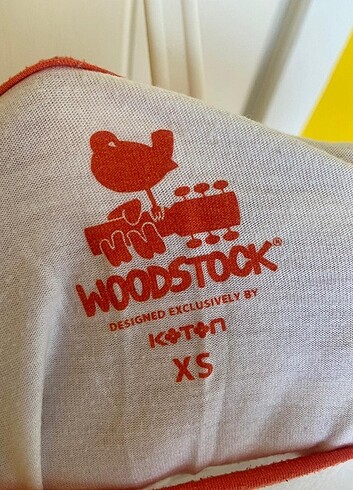 WOODSTOCK®
DESIGNED EXCLUSIVELY BY
KOTON
XS